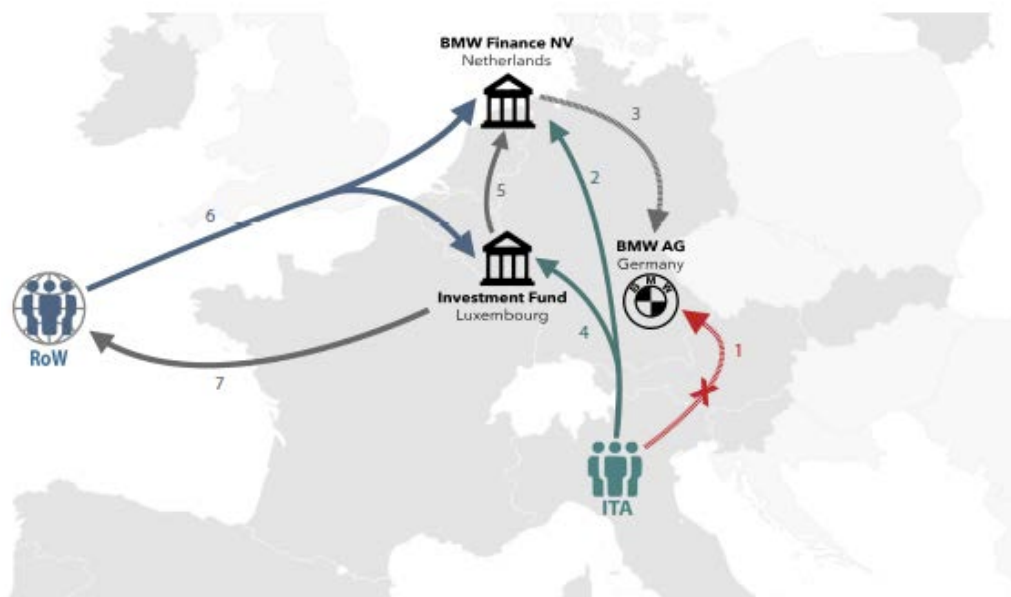 BMW Finance NV
Netherlands
3
2
5
6
BMW AG
Germany
BMW
Investment Fund
Luxembourg
4
1
RoW
7
ITA